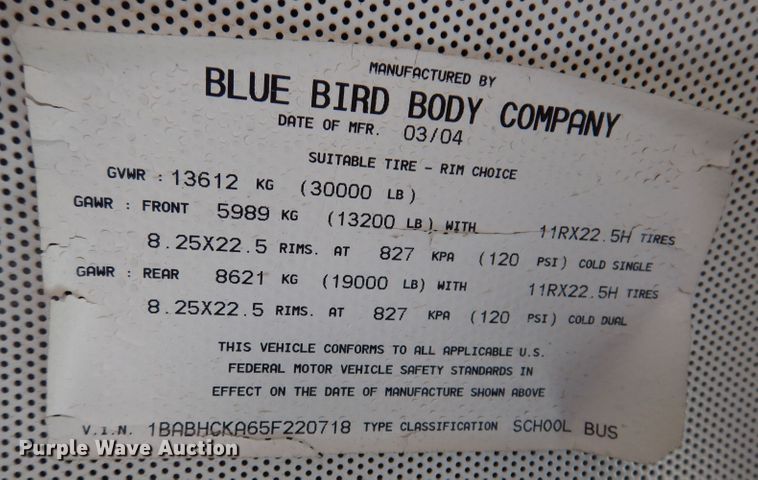 MANUFACTURED BY
BLUE BIRD BODY COMPANY
DATE OF MFR. 03/04
SUITABLE TIRE - RIM CHOICE
GVWR : 13612 KG (30000 LB)
GAWR : FRONT 5989 KG (13200 LB) WITH 11RX22.5H TIRES
8.25X22.5 RIMS. AT 827 KPA (120 PSI) COLD SINGLE
GAWR : REAR 8621 KG (19000 LB) WITH 11RX22.5H TIRES
8.25X22.5 RIMS. AT 827 KPA (120 PSI) COLD DUAL
THIS VEHICLE CONFORMS TO ALL APPLICABLE U.S.
FEDERAL MOTOR VEHICLE SAFETY STANDARDS IN
EFFECT ON THE DATE OF MANUFACTURE SHOWN ABOVE
V.I.N. 1BABHCKA65F220718 TYPE CLASSIFICATION SCHOOL BUS
Purple Wave Auction